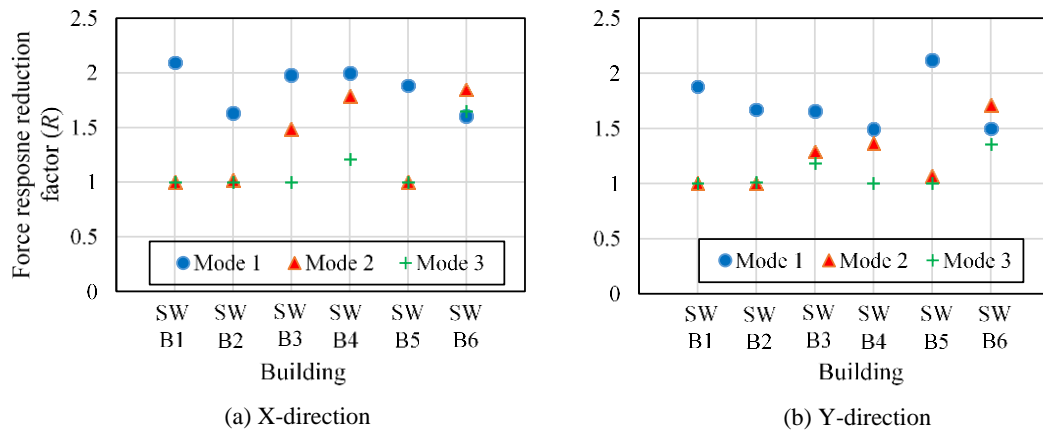 Force resposne reduction
factor (R)
2.5
2
1.5
1
0.5
0
Mode 1 Mode 2 Mode 3
SW SW SW SW SW SW
B1 B2 B3 B4 B5 B6
Building
(a) X-direction
2.5
2
1.5
1
0.5
0
Mode 1 Mode 2 Mode 3
SW SW SW SW SW SW
B1 B2 B3 B4 B5 B6
Building
(b) Y-direction